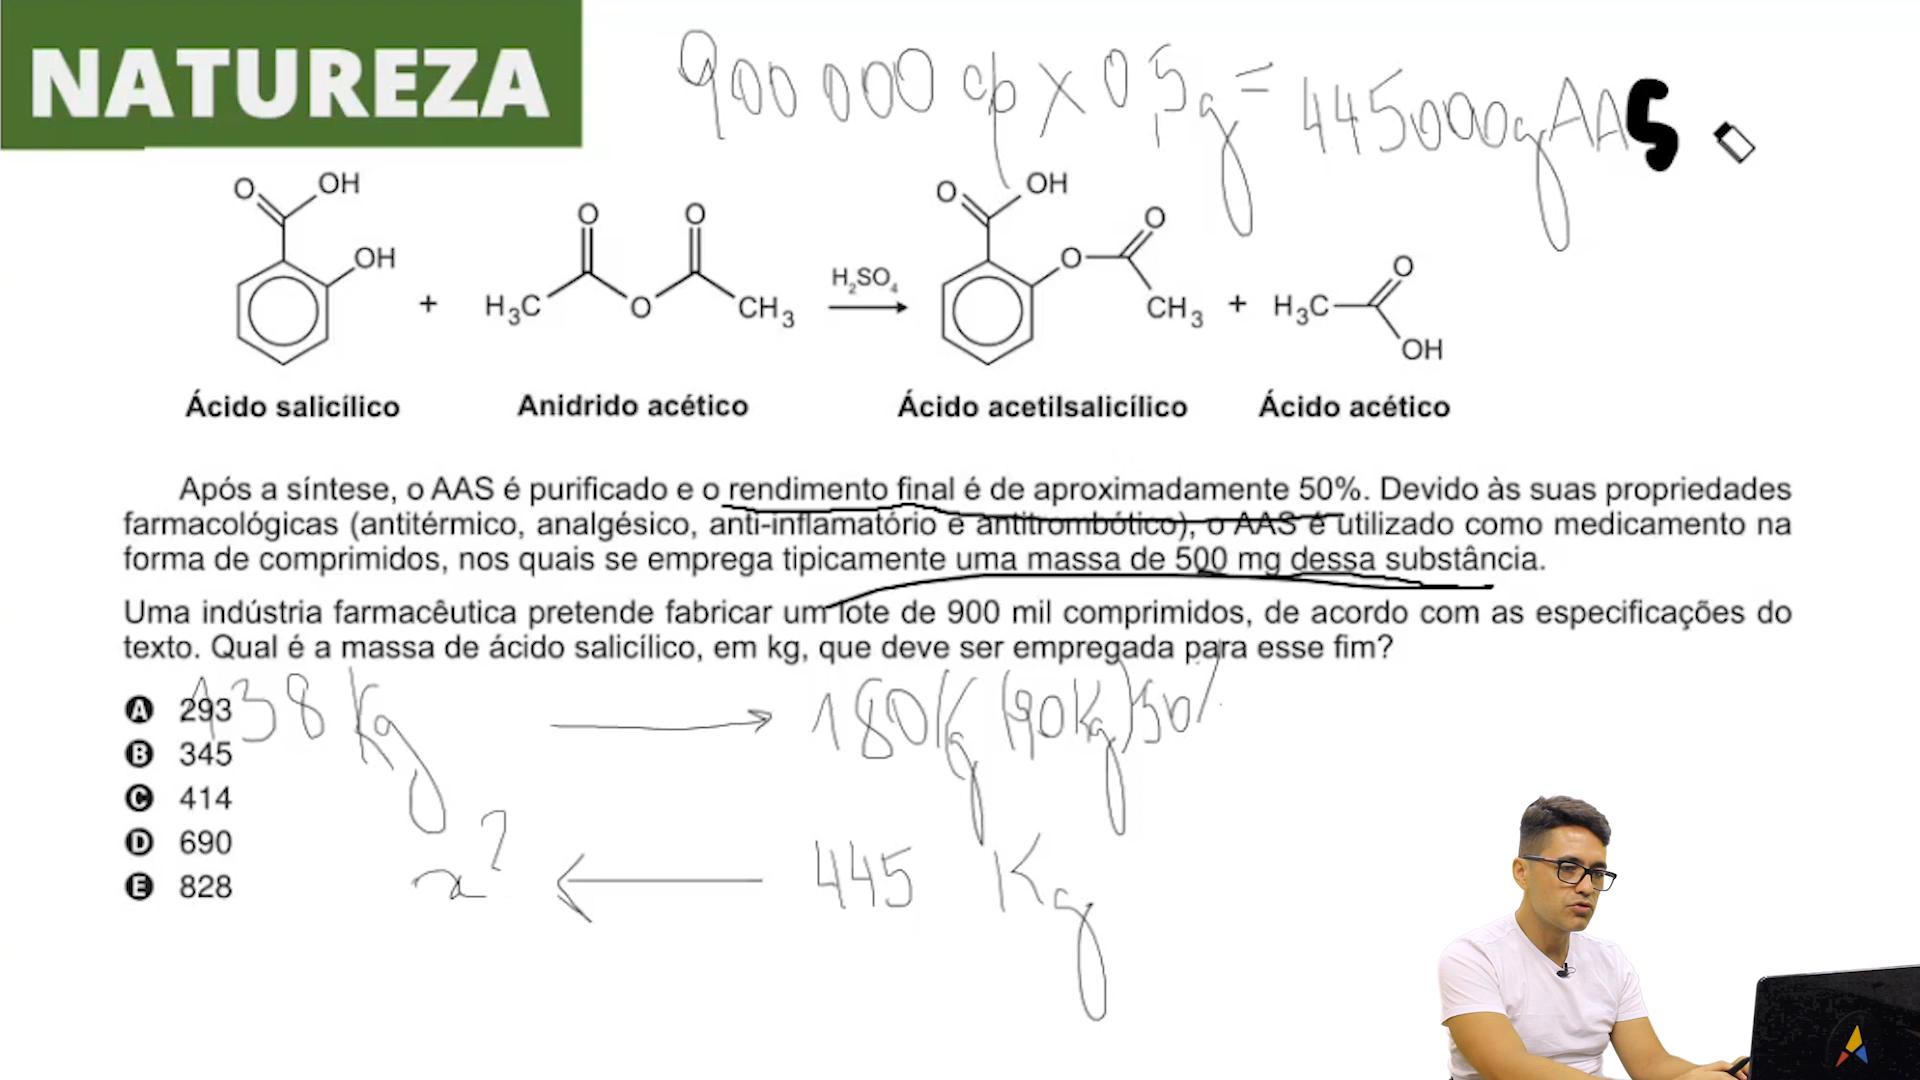 NATUREZA
900 000 cp x 0,5g = 445000g AAS
O OH OH
+
H₃C O O O CH₃
H₂SO₄
O OH O O CH₃
+
H₃C O OH
Ácido salicílico Anidrido acético Ácido acetilsalicílico Ácido acético
Após a síntese, o AAS é purificado e o rendimento final é de aproximadamente 50%. Devido às suas propriedades
farmacológicas (antitérmico, analgésico, anti-inflamatório e antitrombótico), o AAS é utilizado como medicamento na
forma de comprimidos, nos quais se emprega tipicamente uma massa de 500 mg dessa substância.
Uma indústria farmacêutica pretende fabricar um lote de 900 mil comprimidos, de acordo com as especificações do
texto. Qual é a massa de ácido salicílico, em kg, que deve ser empregada para esse fim?
138 Kg 180Kg (90Kg) 50%
A 293
B 345
C 414
D 690
x? 445 Kg
E 828